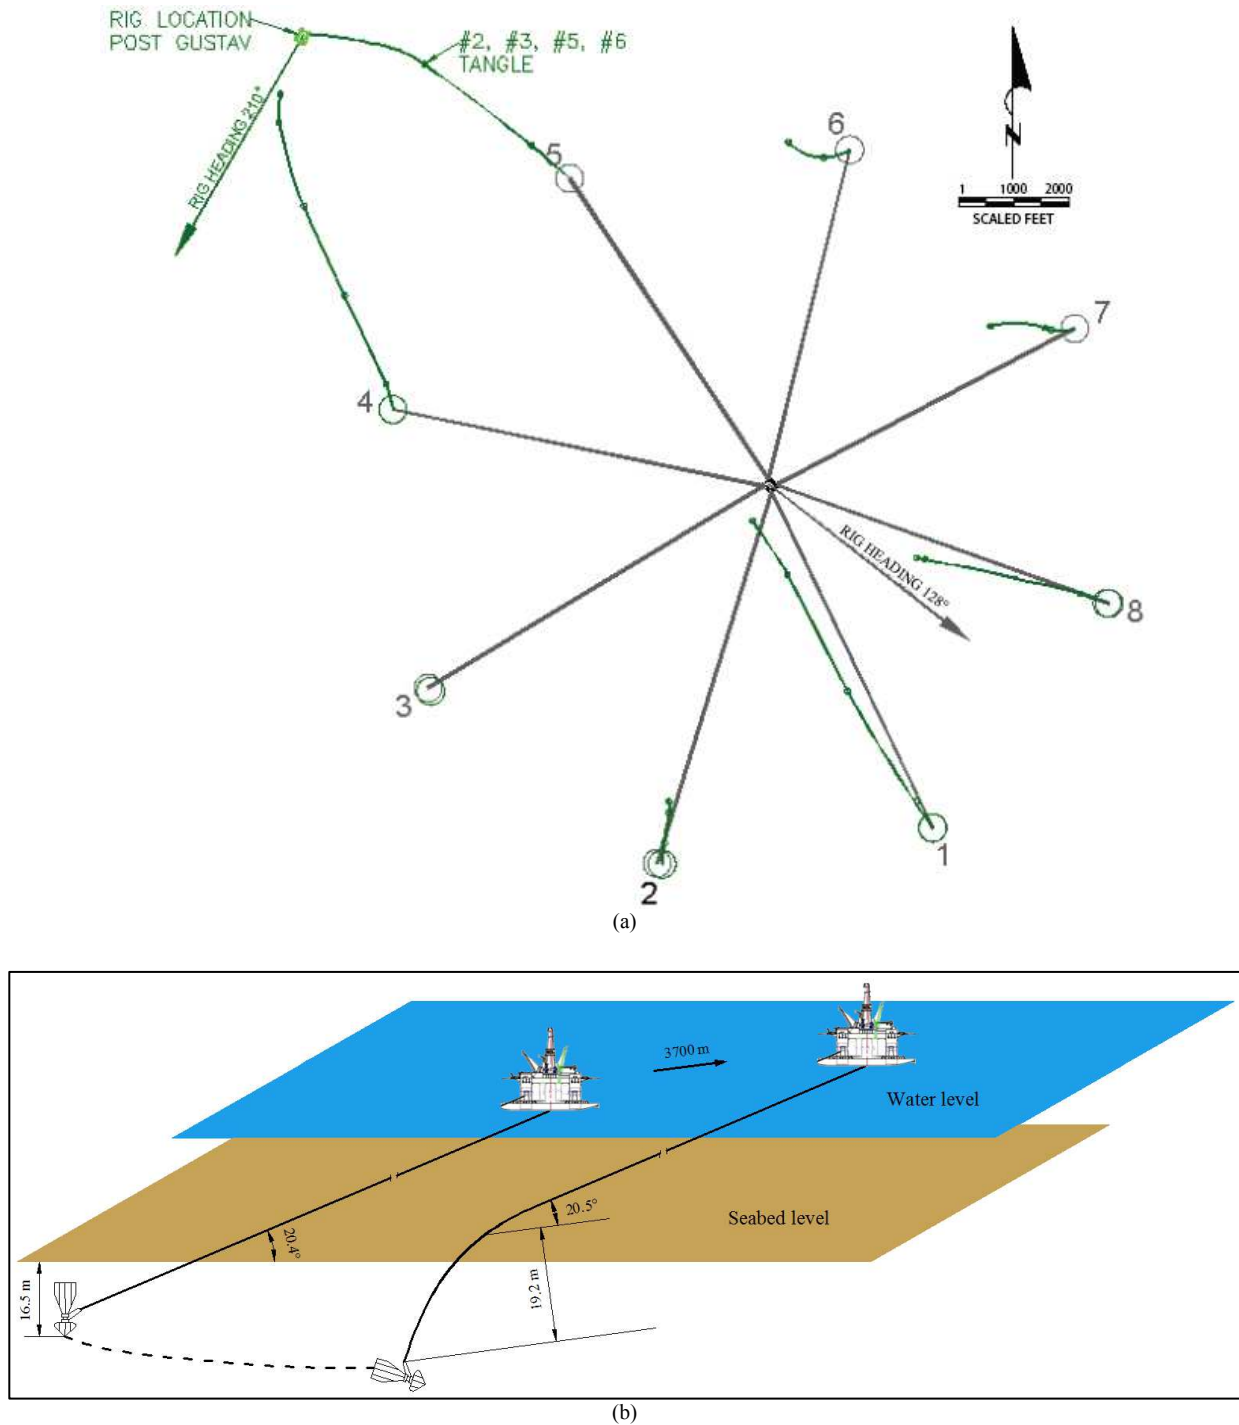 RIG LOCATION
POST GUSTAV
#2, #3, #5, #6
TANGLE
RIG HEADING 210°
N
1 1000 2000
SCALED FEET
5
6
7
4
RIG HEADING 128°
8
3
2
1
(a)
3700 m
Water level
20.4°
20.5°
Seabed level
16.5 m
19.2 m
(b)